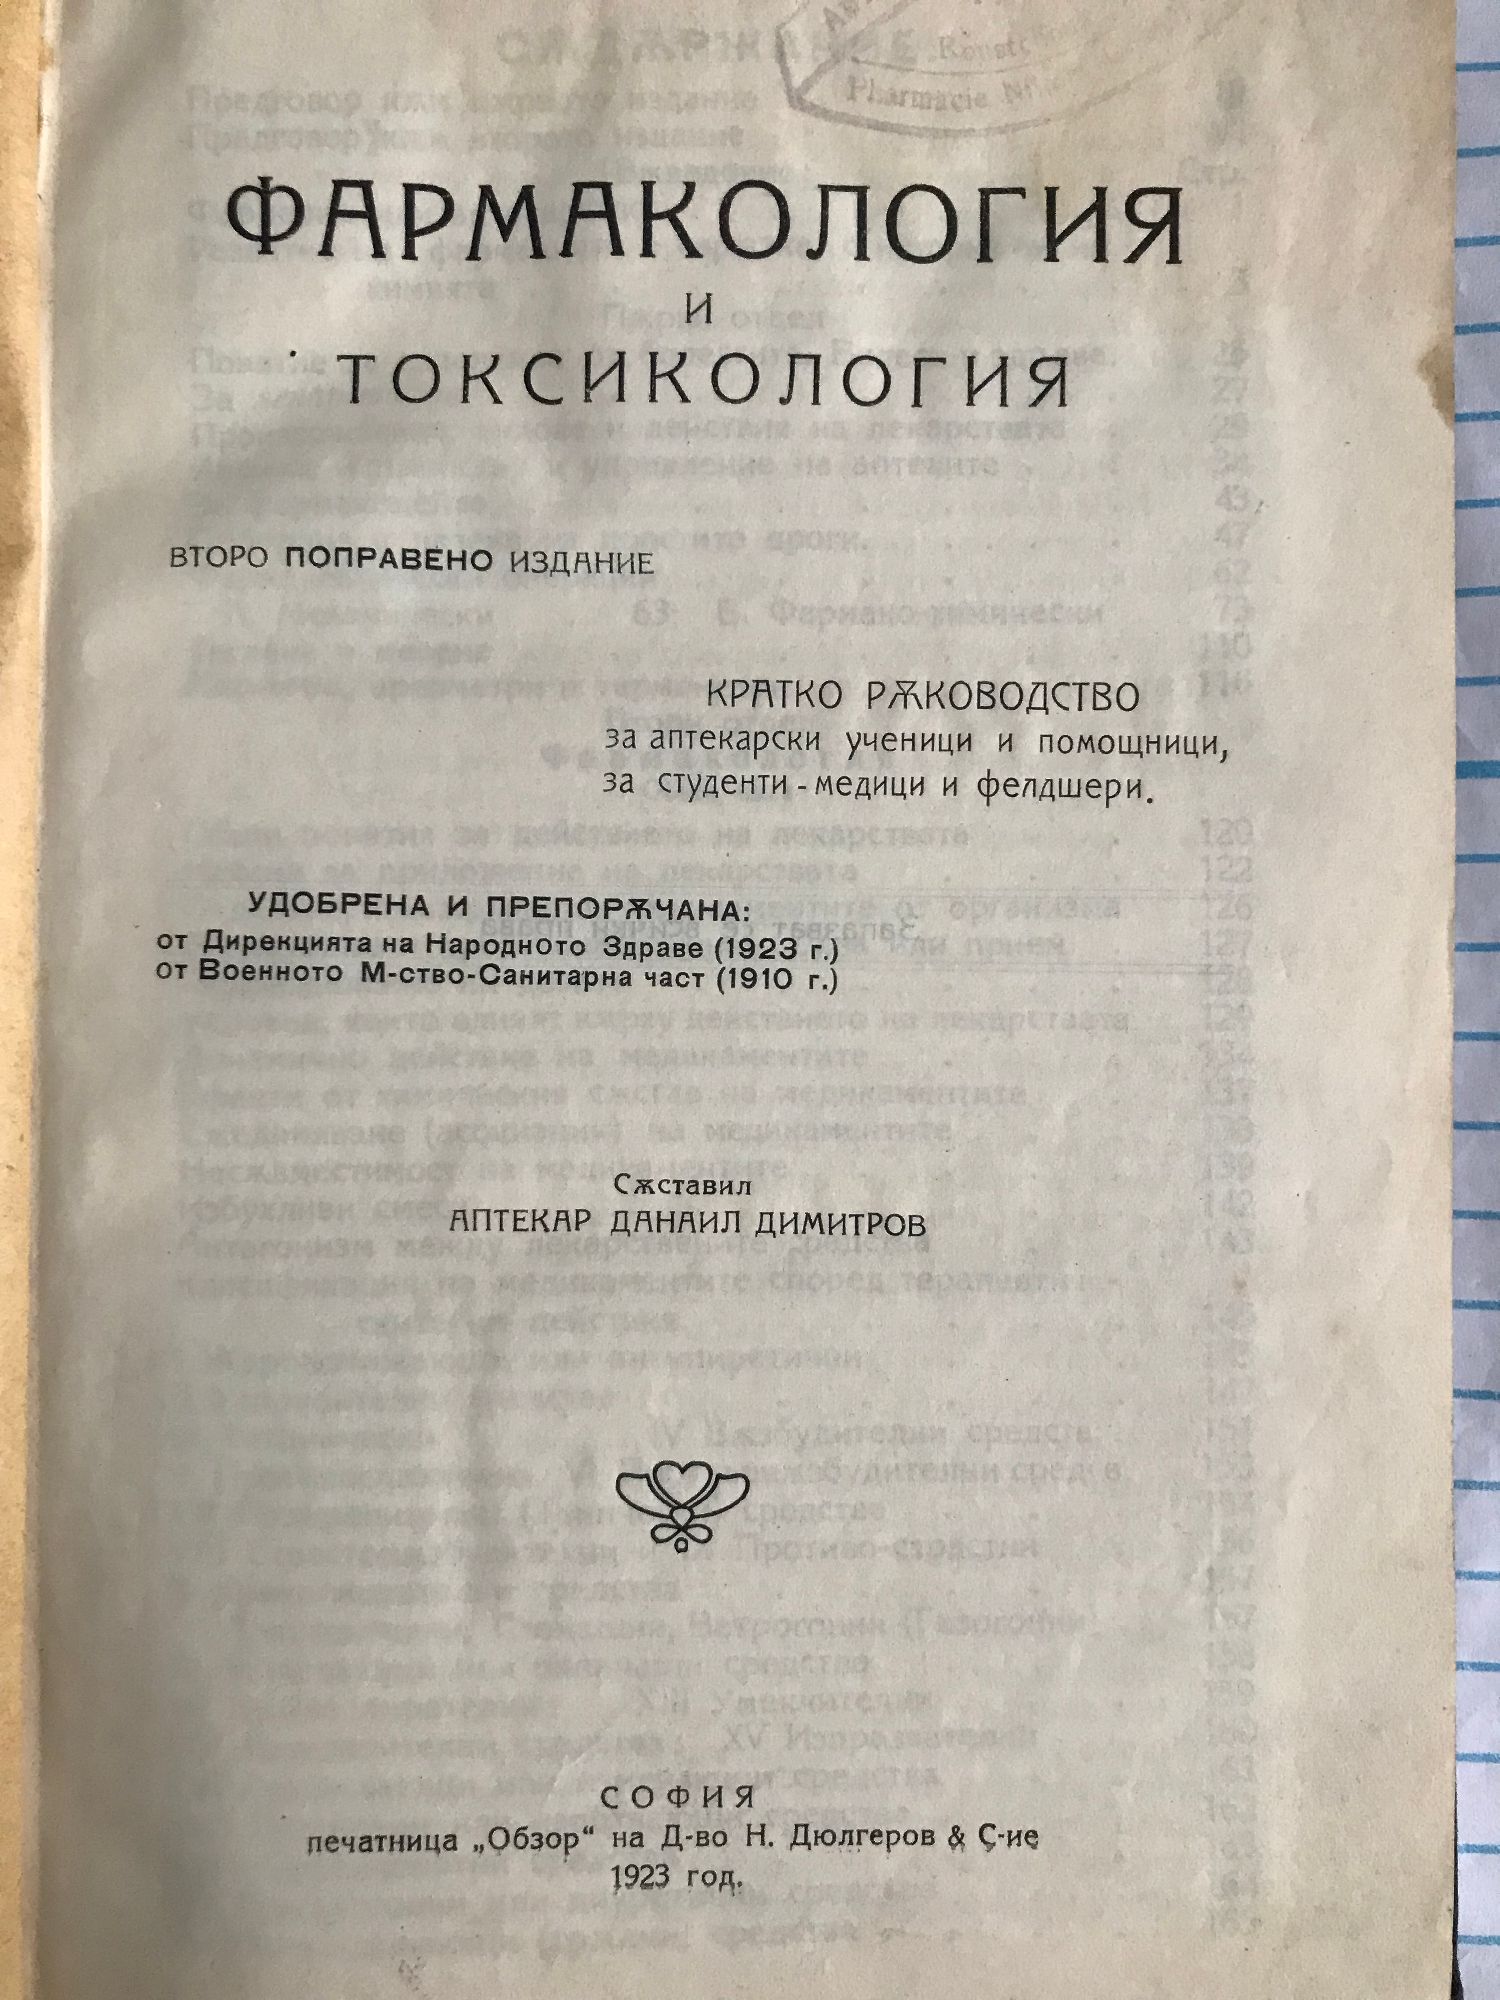 Pharmacie
ФАРМАКОЛОГИЯ
И
ТОКСИКОЛОГИЯ
ВТОРО ПОПРАВЕНО ИЗДАНИЕ
КРАТКО РѪКОВОДСТВО
за аптекарски ученици и помощници,
за студенти - медици и фелдшери.
УДОБРЕНА И ПРЕПОРѪЧАНА:
от Дирекцията на Народното Здраве (1923 г.)
от Военното М-ство-Санитарна част (1910 г.)
Сѫставил
АПТЕКАР ДАНАИЛ ДИМИТРОВ
СОФИЯ
печатница „Обзор“ на Д-во Н. Дюлгеров & С-ие
1923 год.